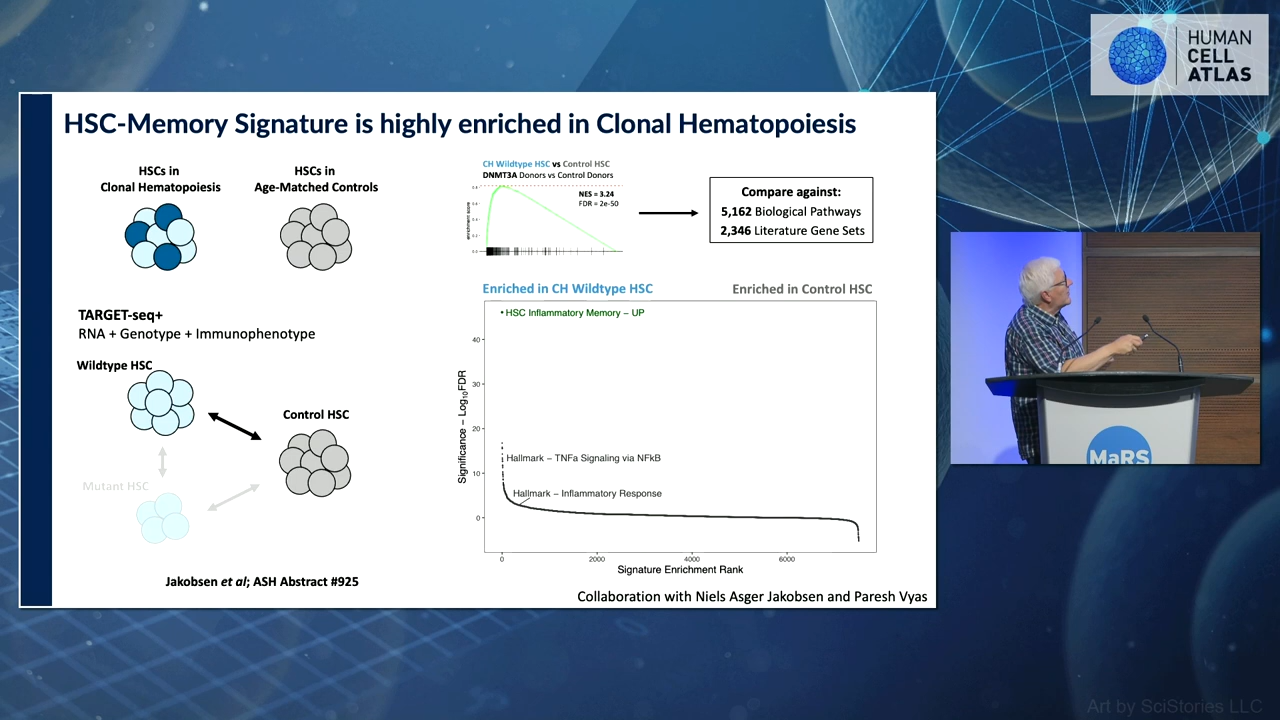 HUMAN
CELL
ATLAS
HSC-Memory Signature is highly enriched in Clonal Hematopoiesis
HSCs in
Clonal Hematopoiesis
HSCs in
Age-Matched Controls
TARGET-seq+
RNA + Genotype + Immunophenotype
Wildtype HSC
Control HSC
Mutant HSC
Jakobsen et al; ASH Abstract #925
CH Wildtype HSC vs Control HSC
DNMT3A Donors vs Control Donors
NES = 3.24
FDR = 2e-50
enrichment score
Compare against:
5,162 Biological Pathways
2,346 Literature Gene Sets
Enriched in CH Wildtype HSC
Enriched in Control HSC
HSC Inflammatory Memory – UP
Hallmark – TNFa Signaling via NFkB
Hallmark – Inflammatory Response
Significance – Log10FDR
40
30
20
10
0
0 2000 4000 6000
Signature Enrichment Rank
Collaboration with Niels Asger Jakobsen and Paresh Vyas
MaRS
Art by SciStories LLC